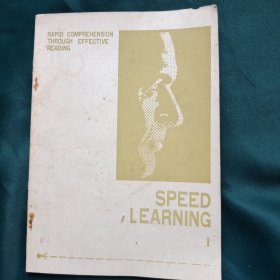 RAPID COMPREHENSION
THROUGH EFFECTIVE
READING
SPEED
LEARNING
1